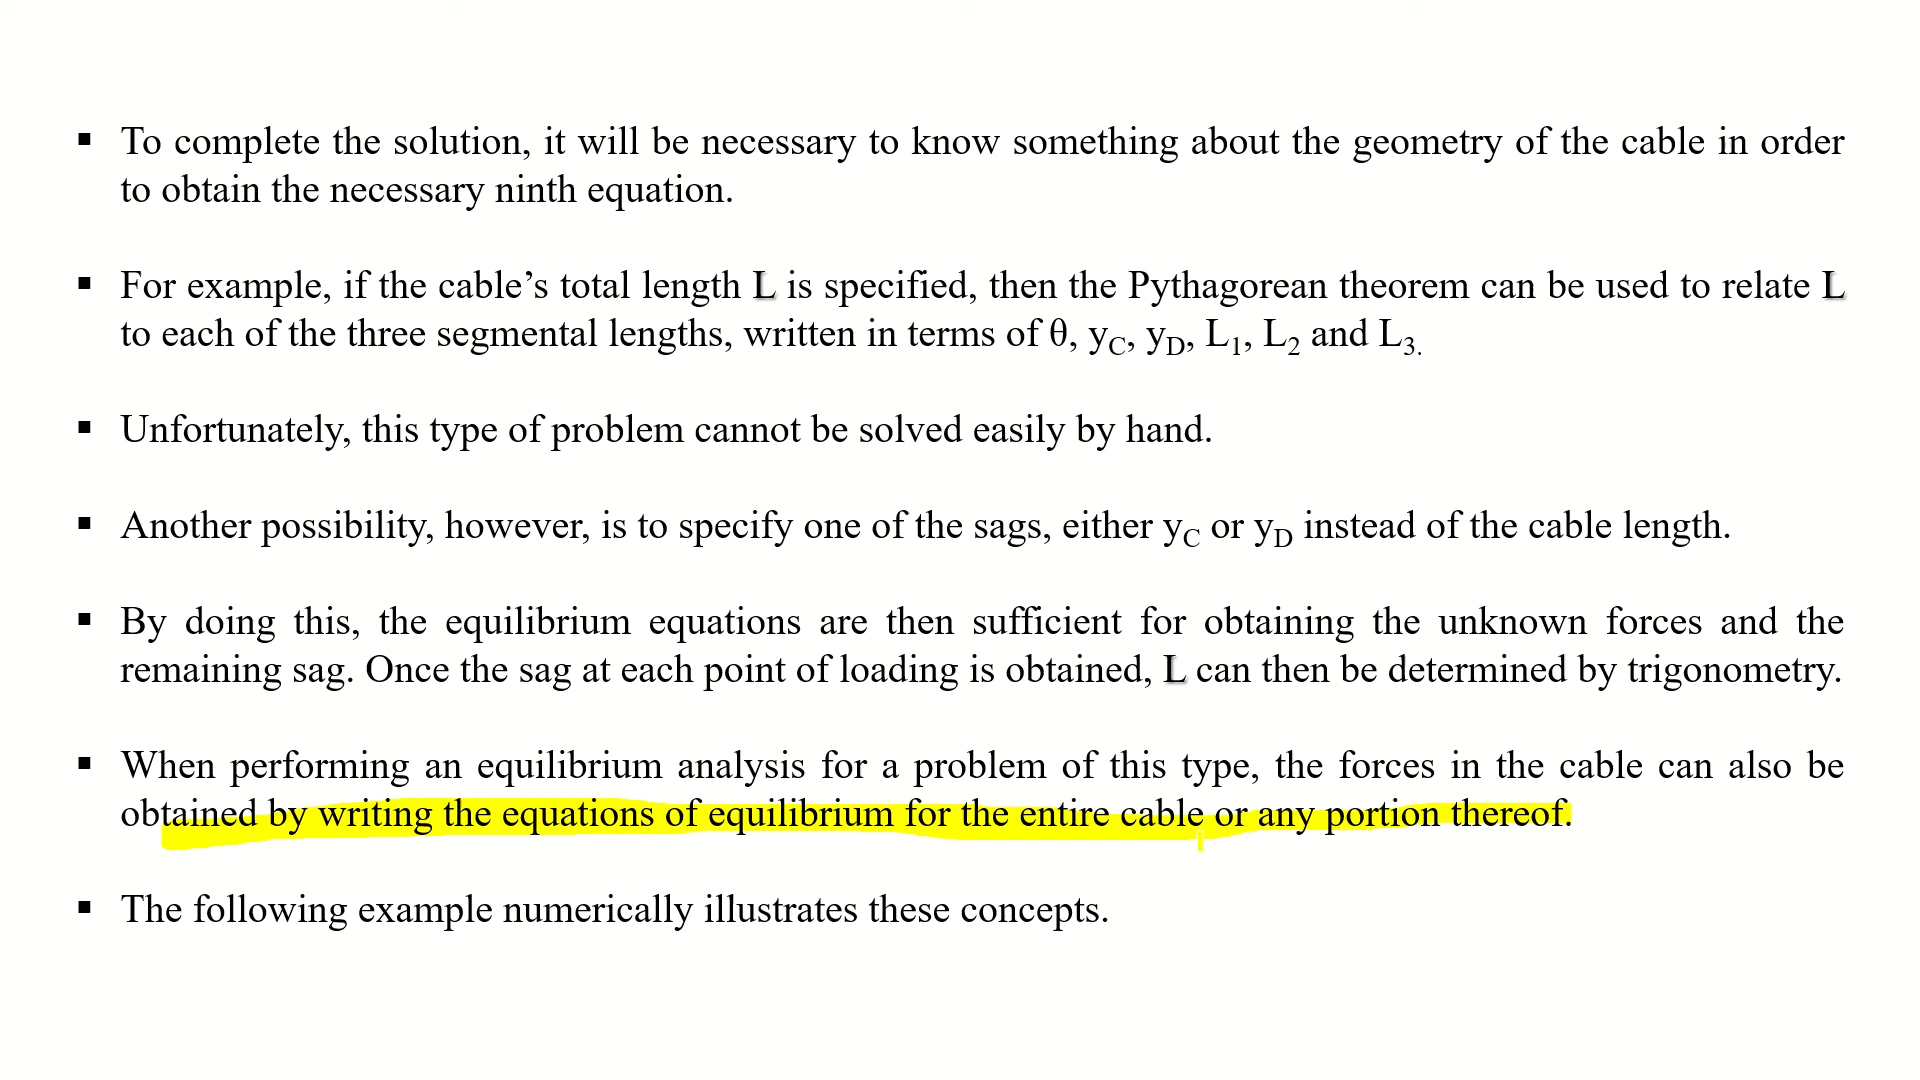 ▪ To complete the solution, it will be necessary to know something about the geometry of the cable in order
to obtain the necessary ninth equation.
▪ For example, if the cable’s total length L is specified, then the Pythagorean theorem can be used to relate L
to each of the three segmental lengths, written in terms of θ, y_C, y_D, L_1, L_2 and L_3.
▪ Unfortunately, this type of problem cannot be solved easily by hand.
▪ Another possibility, however, is to specify one of the sags, either y_C or y_D instead of the cable length.
▪ By doing this, the equilibrium equations are then sufficient for obtaining the unknown forces and the
remaining sag. Once the sag at each point of loading is obtained, L can then be determined by trigonometry.
▪ When performing an equilibrium analysis for a problem of this type, the forces in the cable can also be
obtained by writing the equations of equilibrium for the entire cable or any portion thereof.
▪ The following example numerically illustrates these concepts.